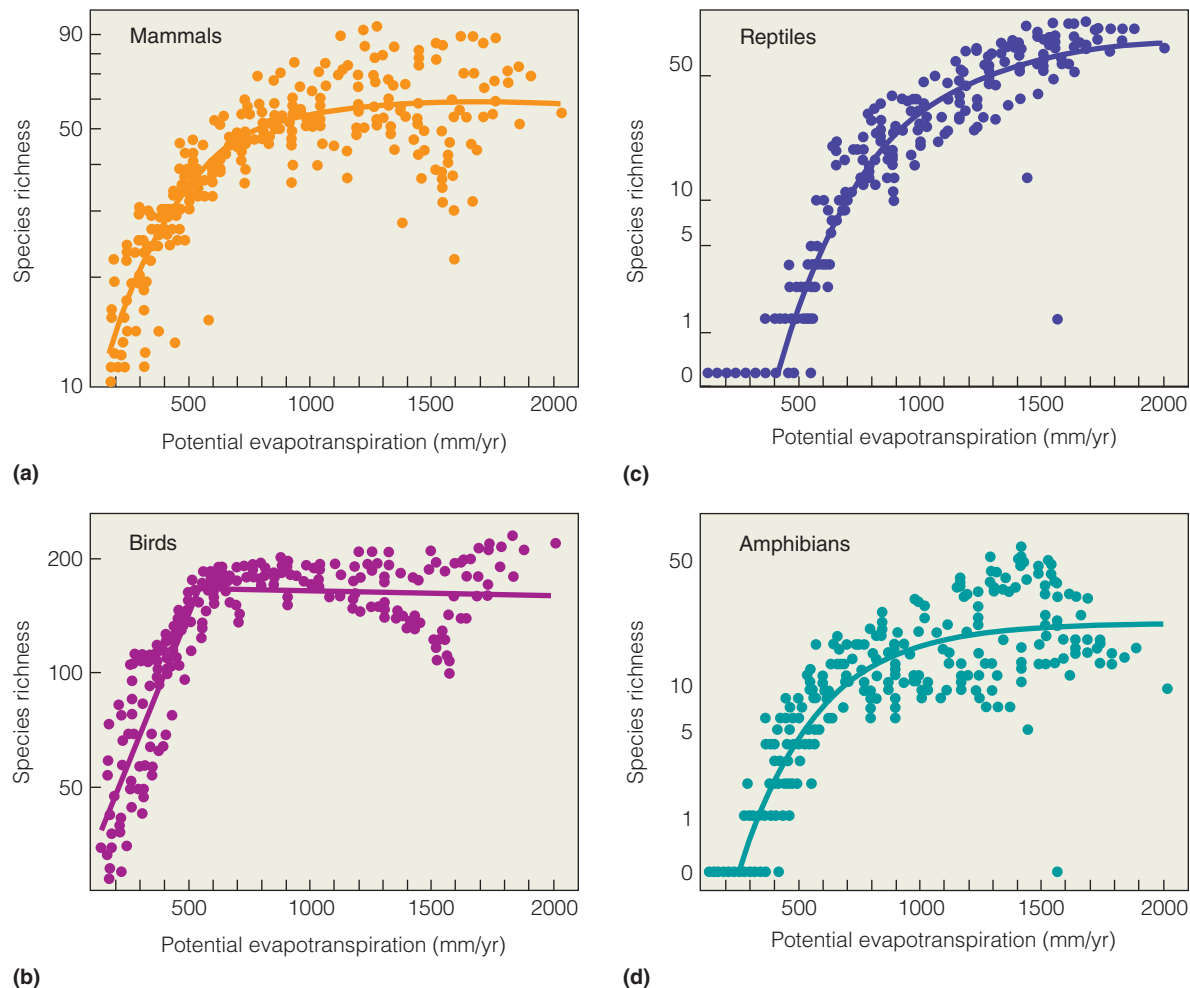 Mammals
Species richness
90
50
10
500 1000 1500 2000
Potential evapotranspiration (mm/yr)
(a)
Reptiles
Species richness
50
10
5
1
0
500 1000 1500 2000
Potential evapotranspiration (mm/yr)
(c)
Birds
Species richness
200
100
50
500 1000 1500 2000
Potential evapotranspiration (mm/yr)
(b)
Amphibians
Species richness
50
10
5
1
0
500 1000 1500 2000
Potential evapotranspiration (mm/yr)
(d)